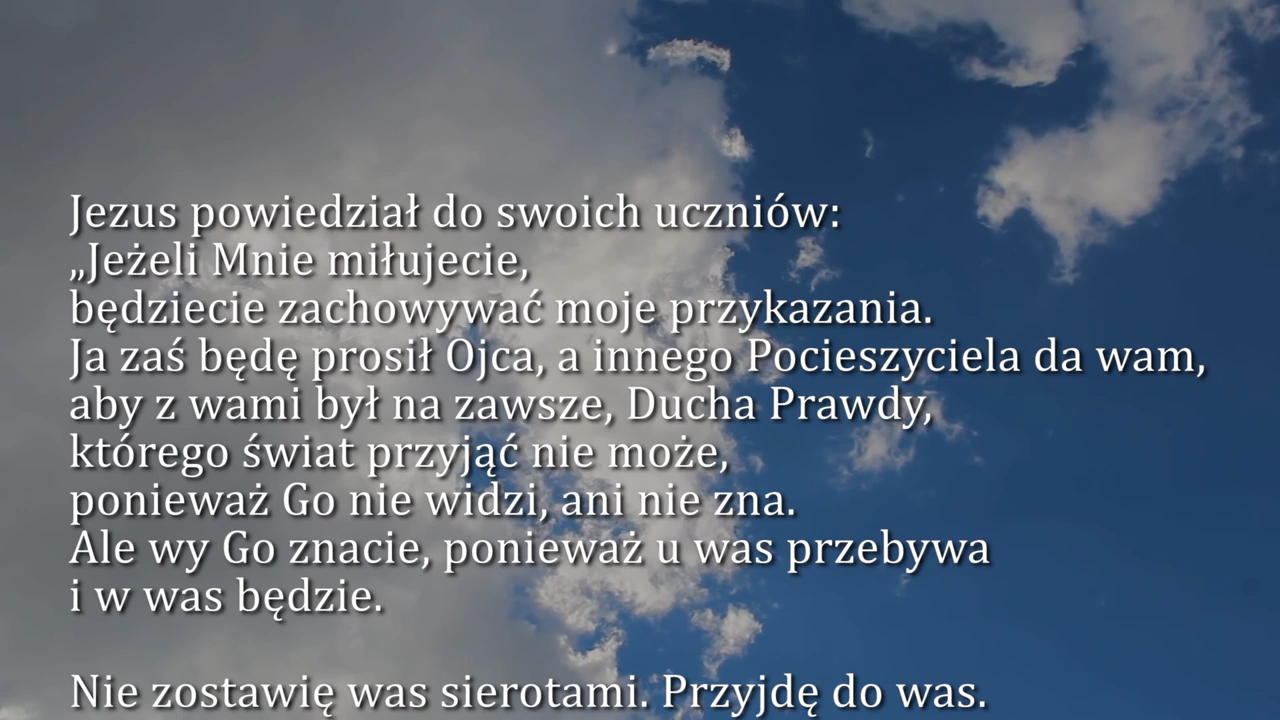 Jezus powiedział do swoich uczniów:
„Jeżeli Mnie miłujecie,
będziecie zachowywać moje przykazania.
Ja zaś będę prosił Ojca, a innego Pocieszyciela da wam,
aby z wami był na zawsze, Ducha Prawdy,
którego świat przyjąć nie może,
ponieważ Go nie widzi, ani nie zna.
Ale wy Go znacie, ponieważ u was przebywa
i w was będzie.
Nie zostawię was sierotami. Przyjdę do was.